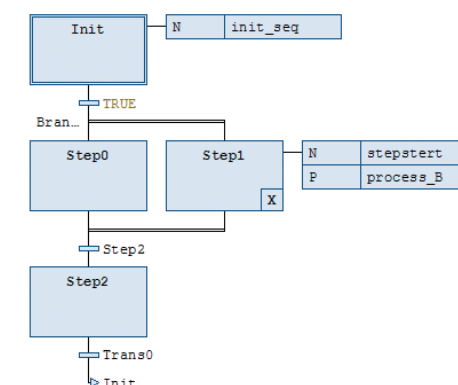 Init N init_seq
TRUE
Bran...
Step0 Step1 N stepstert
P process_B
X
Step2
Step2
Trans0
Init